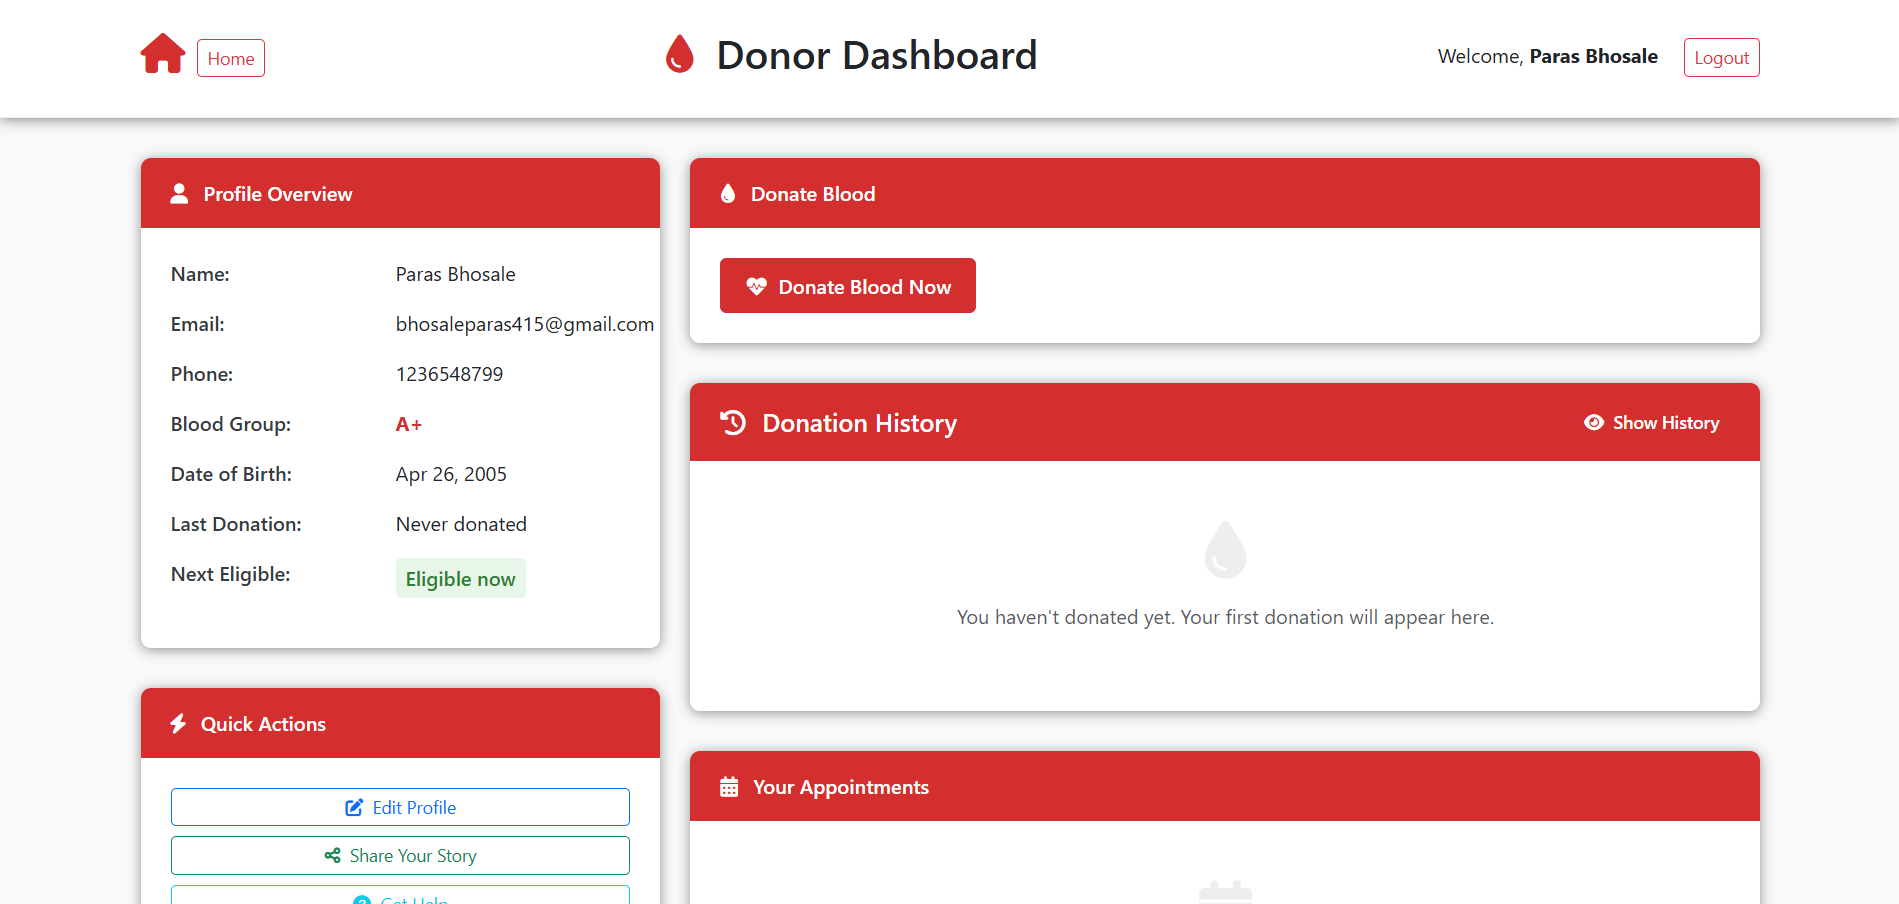 Home
Donor Dashboard
Welcome, Paras Bhosale
Logout
Profile Overview
Name: Paras Bhosale
Email: bhosaleparas415@gmail.com
Phone: 1236548799
Blood Group: A+
Date of Birth: Apr 26, 2005
Last Donation: Never donated
Next Eligible: Eligible now
Quick Actions
Edit Profile
Share Your Story
Get Help
Donate Blood
Donate Blood Now
Donation History
Show History
You haven't donated yet. Your first donation will appear here.
Your Appointments